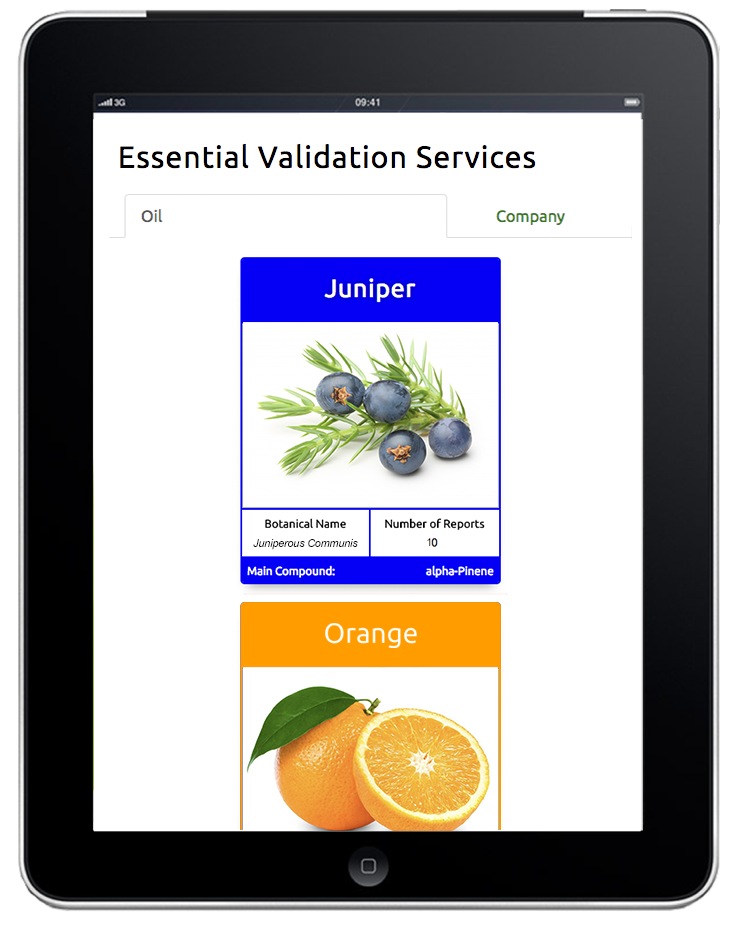 3G 09:41
Essential Validation Services
Oil Company
Juniper
Botanical Name Number of Reports
Juniperous Communis 10
Main Compound: alpha-Pinene
Orange